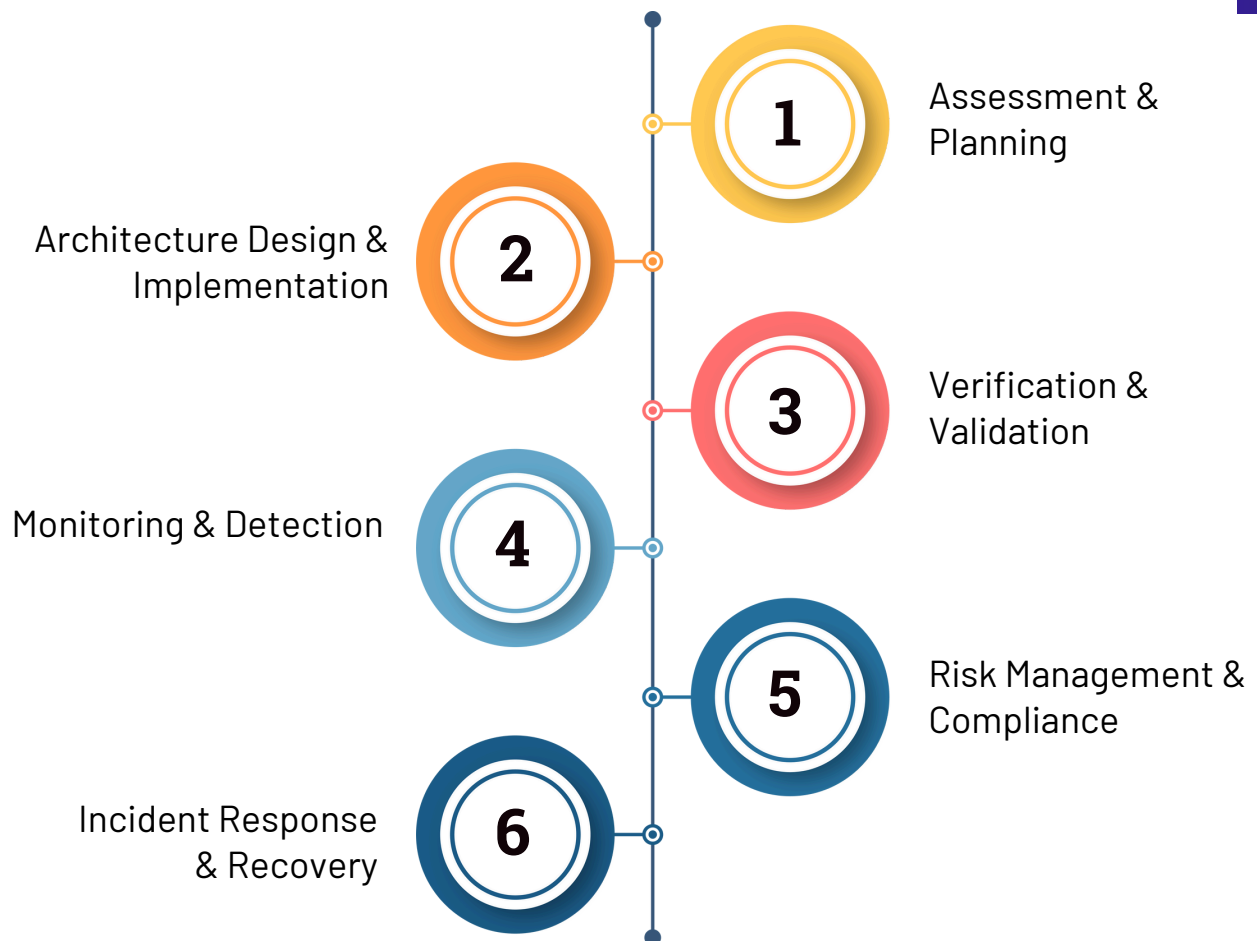 1
Assessment &
Planning
2
Architecture Design &
Implementation
3
Verification &
Validation
4
Monitoring & Detection
5
Risk Management &
Compliance
6
Incident Response
& Recovery